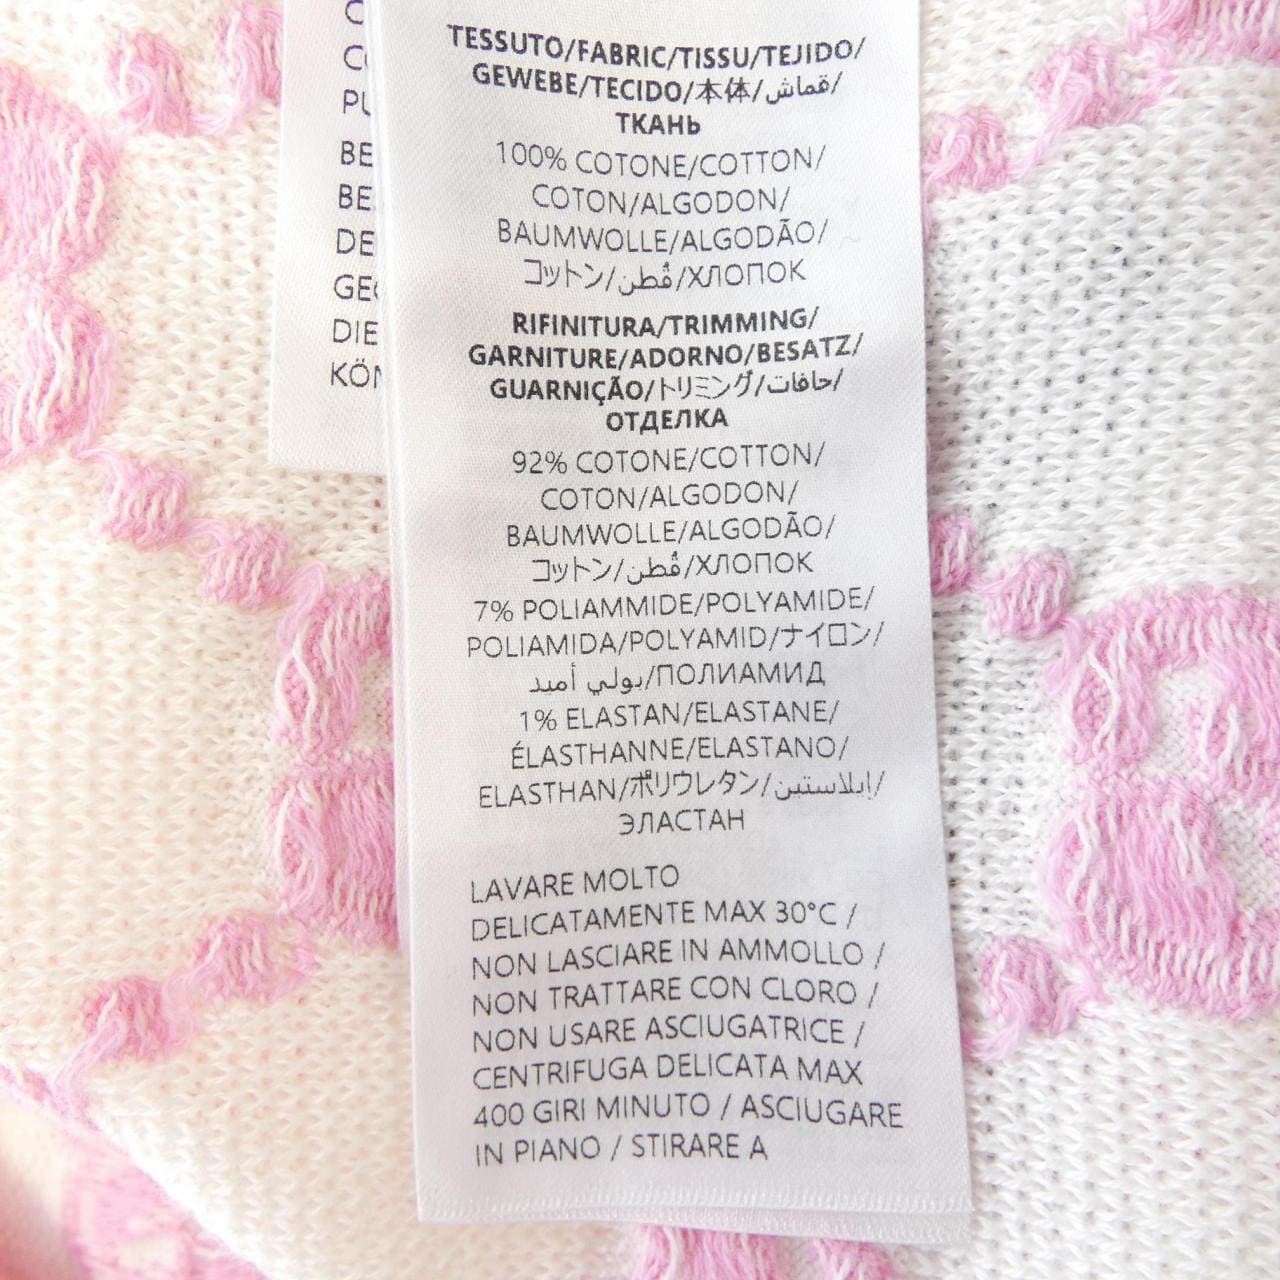 PU
BE
BE
DE
GE
DIE
KÖN
TESSUTO/FABRIC/TISSU/TEJIDO/
GEWEBE/TECIDO/本体/قماش/
ТКАНЬ
100% COTONE/COTTON/
COTON/ALGODON/
BAUMWOLLE/ALGODÃO/
コットン/قُطن/ХЛОПОК
RIFINITURA/TRIMMING/
GARNITURE/ADORNO/BESATZ/
GUARNIÇÃO/トリミング/حافات/
ОТДЕЛКА
92% COTONE/COTTON/
COTON/ALGODON/
BAUMWOLLE/ALGODÃO/
コットン/قُطن/ХЛОПОК
7% POLIAMMIDE/POLYAMIDE/
POLIAMIDA/POLYAMID/ナイロン/
بولي أميد/ПОЛИАМИД
1% ELASTAN/ELASTANE/
ÉLASTHANNE/ELASTANO/
ELASTHAN/ポリウレタン/إيلاستين/
ЭЛАСТАН
LAVARE MOLTO
DELICATAMENTE MAX 30°C /
NON LASCIARE IN AMMOLLO /
NON TRATTARE CON CLORO /
NON USARE ASCIUGATRICE /
CENTRIFUGA DELICATA MAX
400 GIRI MINUTO / ASCIUGARE
IN PIANO / STIRARE A